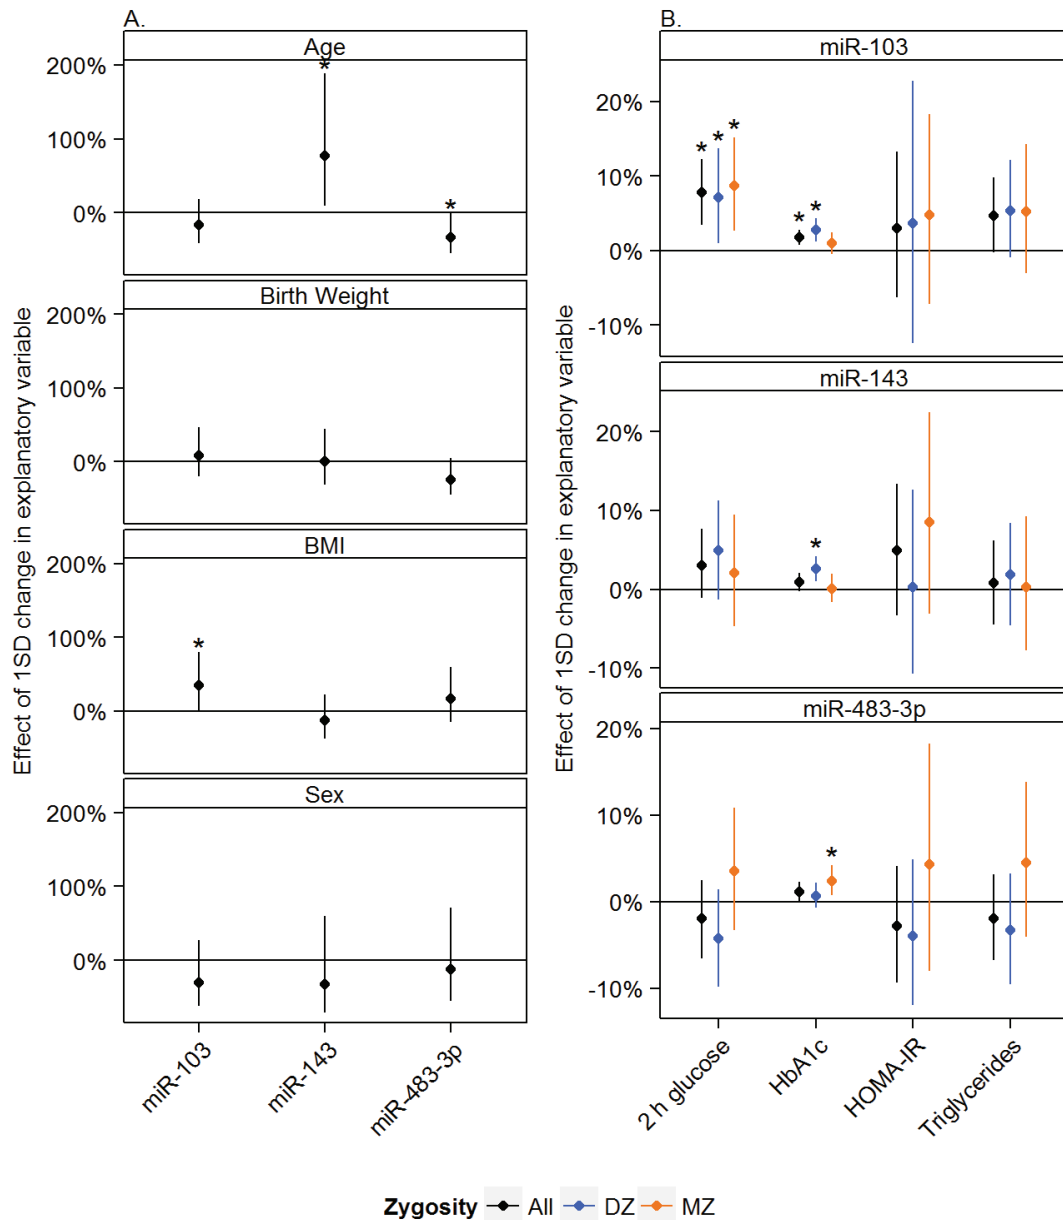 A.
Effect of 1SD change in explanatory variable
Age
200%
*
100%
*
0%
Birth Weight
200%
100%
0%
BMI
200%
100%
*
0%
Sex
200%
100%
0%
miR-103
miR-143
miR-483-3p
B.
Effect of 1SD change in explanatory variable
miR-103
20%
* * *
10%
* *
0%
-10%
miR-143
20%
10%
*
0%
-10%
miR-483-3p
20%
10%
*
0%
-10%
2 h glucose
HbA1c
HOMA-IR
Triglycerides
Zygosity All DZ MZ